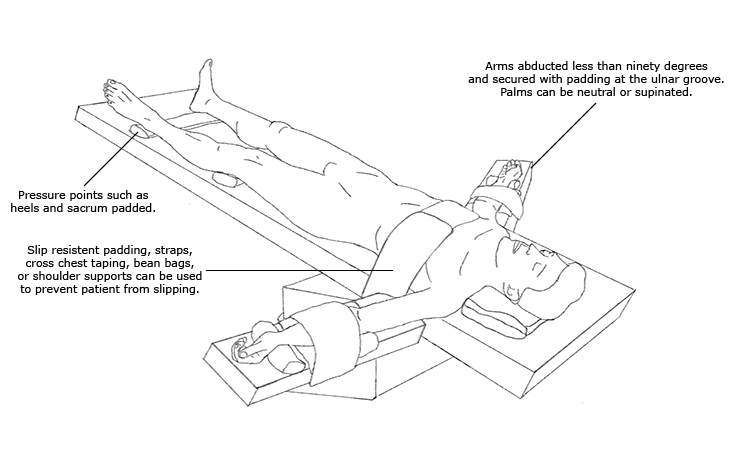 Arms abducted less than ninety degrees
and secured with padding at the ulnar groove.
Palms can be neutral or supinated.
Pressure points such as
heels and sacrum padded.
Slip resistent padding, straps,
cross chest taping, bean bags,
or shoulder supports can be used
to prevent patient from slipping.